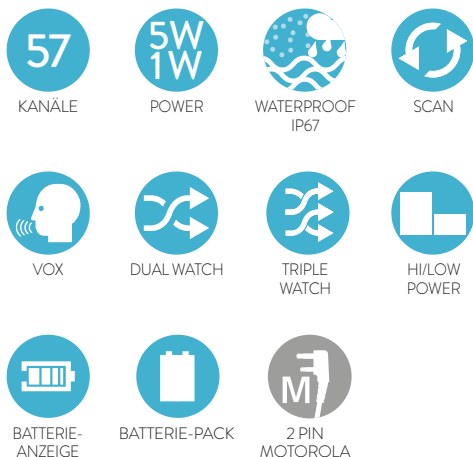 57
KANÄLE
5W
1W
POWER
WATERPROOF
IP67
SCAN
VOX
DUAL WATCH
TRIPLE
WATCH
HI/LOW
POWER
BATTERIE-
ANZEIGE
BATTERIE-PACK
M
2 PIN
MOTOROLA